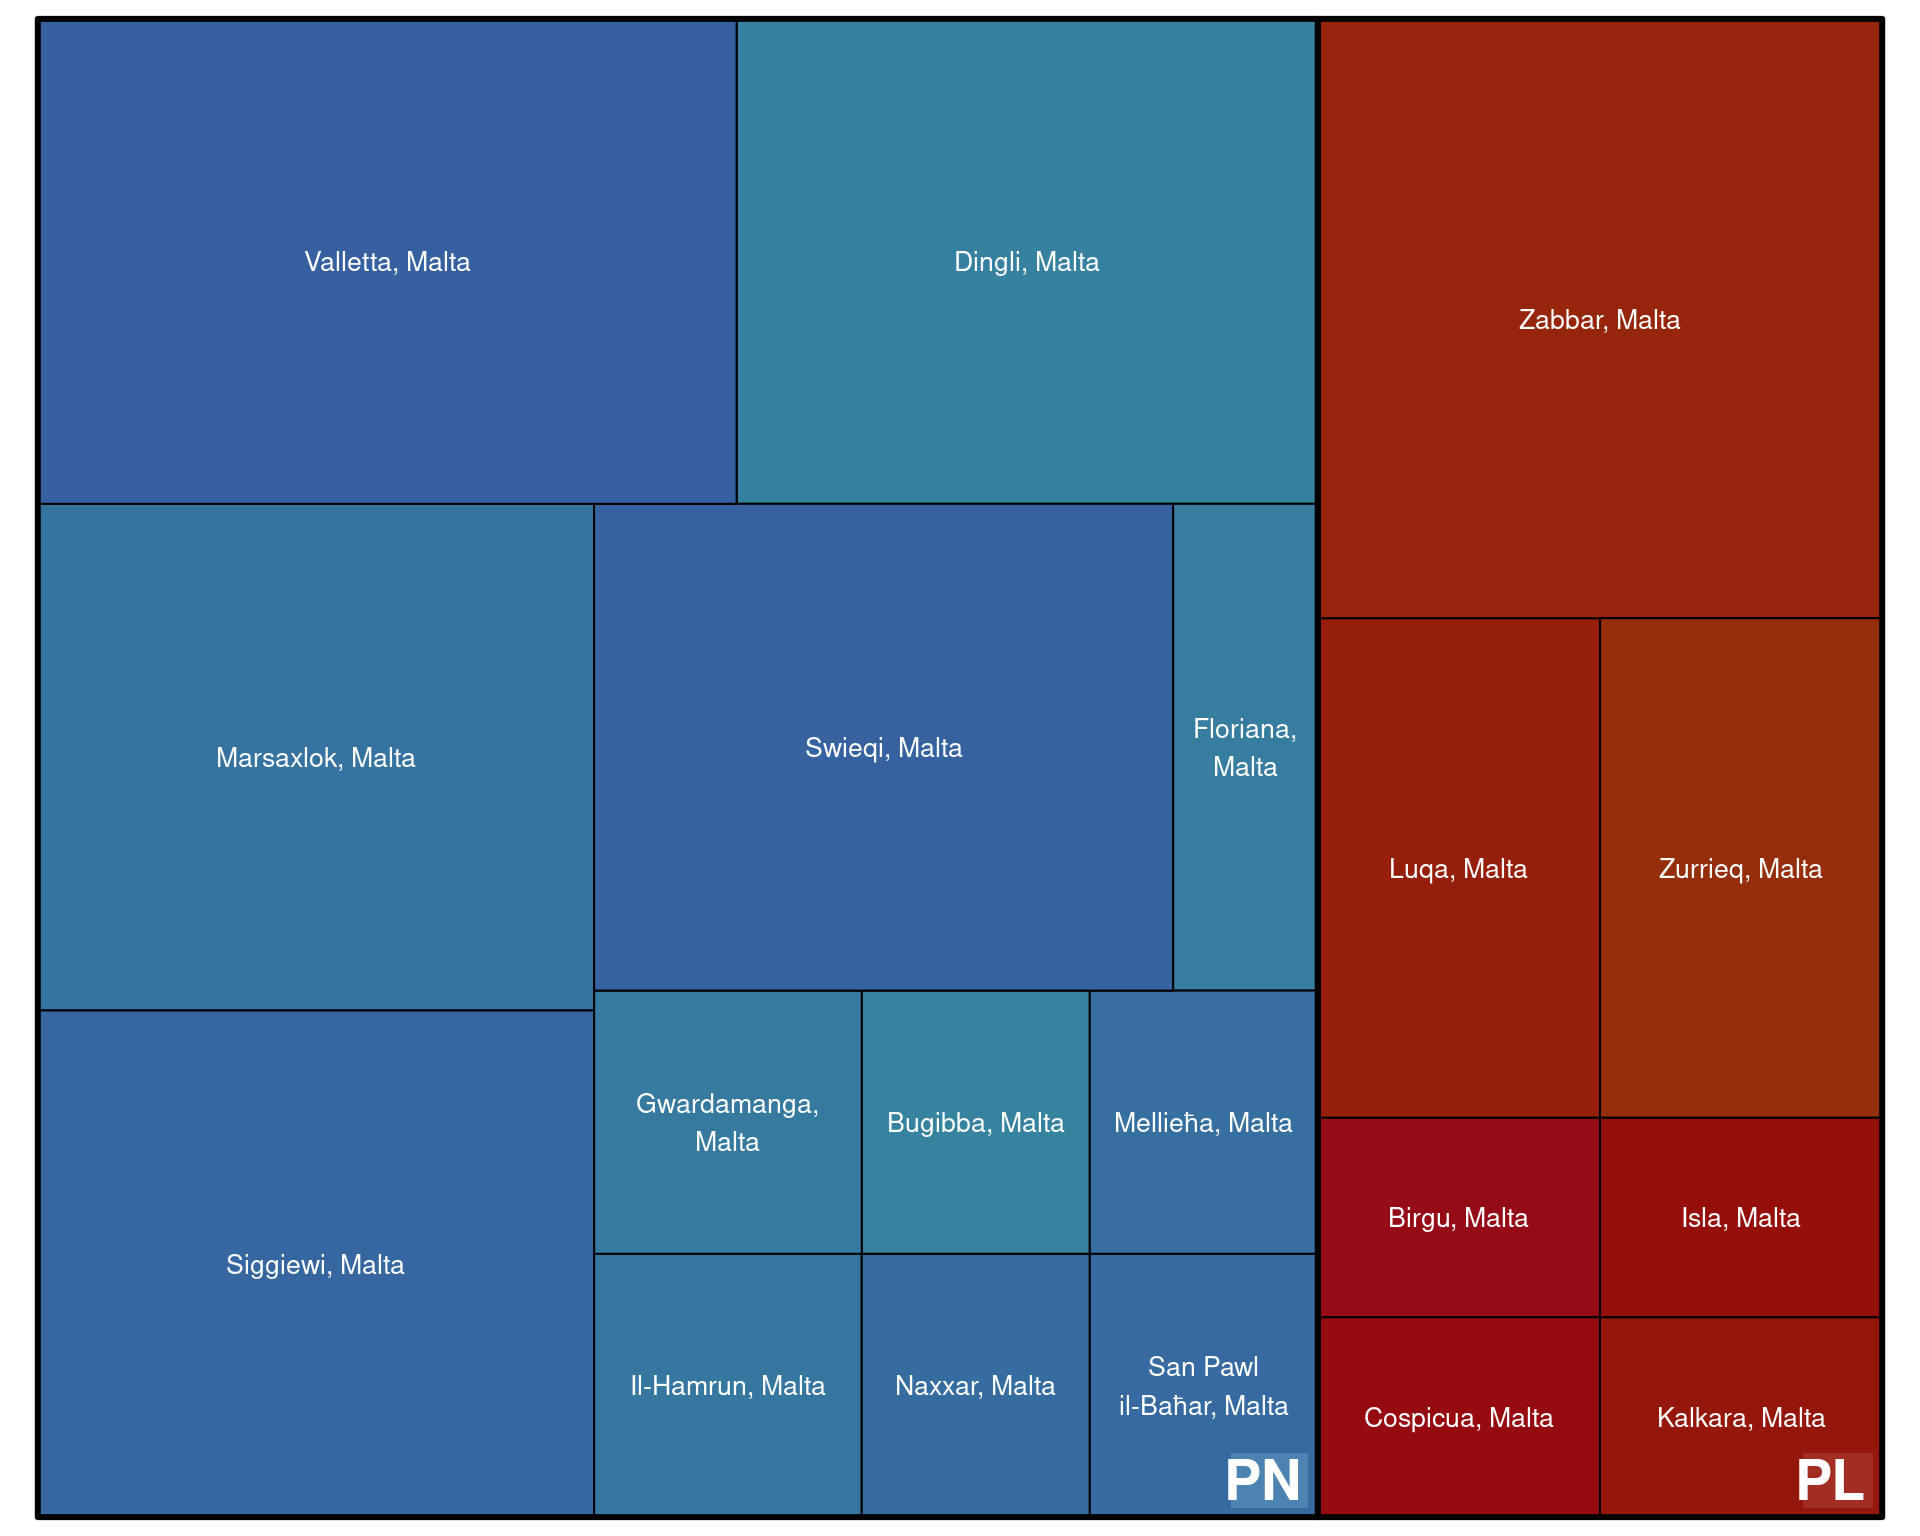 Valletta, Malta
Dingli, Malta
Zabbar, Malta
Marsaxlok, Malta
Swieqi, Malta
Floriana,
Malta
Luqa, Malta
Zurrieq, Malta
Siggiewi, Malta
Gwardamanga,
Malta
Bugibba, Malta
Mellieħa, Malta
Birgu, Malta
Isla, Malta
Il-Hamrun, Malta
Naxxar, Malta
San Pawl
il-Baħar, Malta
Cospicua, Malta
Kalkara, Malta
PN
PL